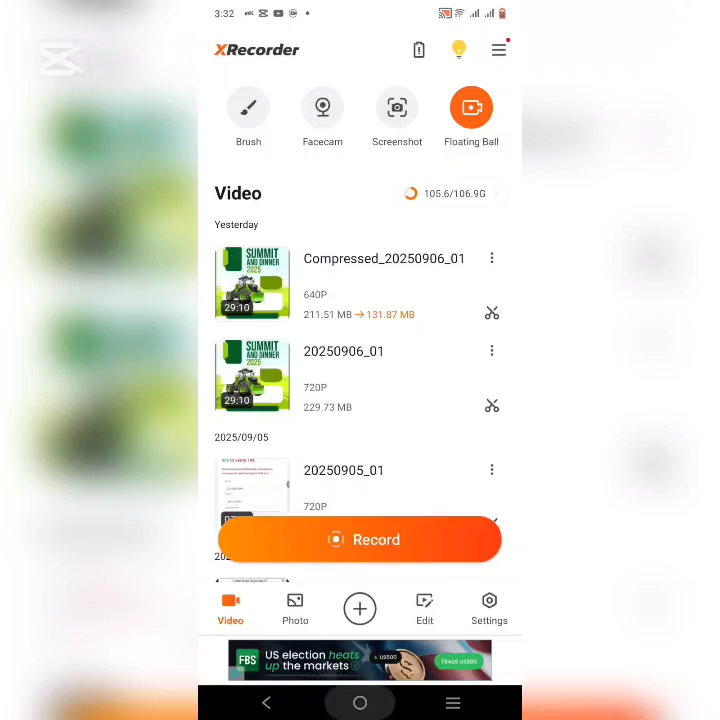 3:32
XRecorder
Brush
Facecam
Screenshot
Floating Ball
Video
105.6/106.9G
Yesterday
SUMMIT
AND DINNER
2025
29:10
Compressed_20250906_01
640P
211.51 MB → 131.87 MB
SUMMIT
AND DINNER
2025
29:10
20250906_01
720P
229.73 MB
2025/09/05
20250905_01
720P
Record
Video
Photo
Edit
Settings
FBS
US election heats
up the markets
US500
TRADE US500